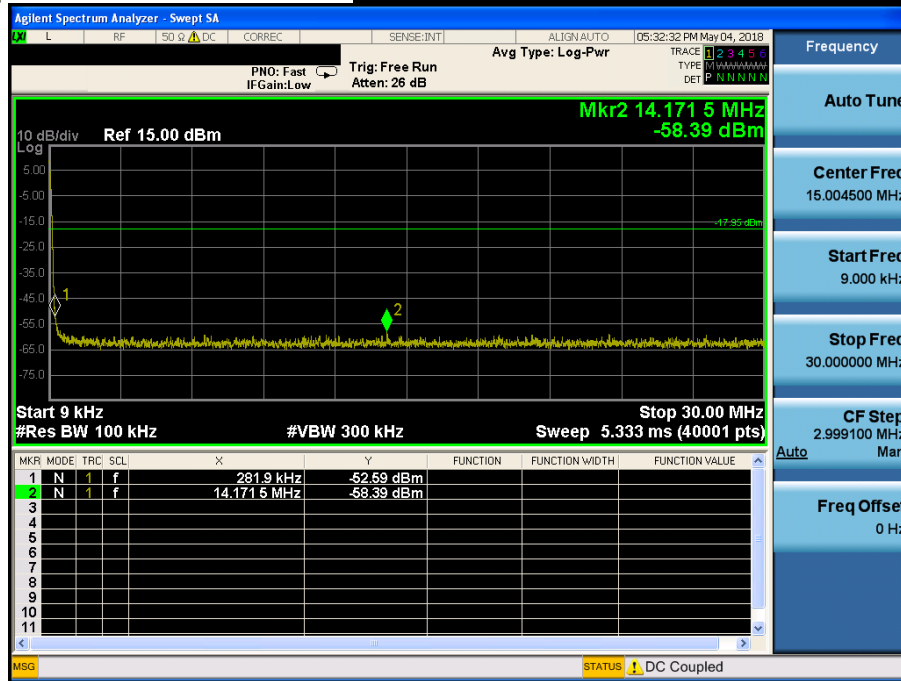 Agilent Spectrum Analyzer - Swept SA
LXI L RF 50 Ω DC CORREC SENSE:INT ALIGN AUTO 05:32:32 PM May 04, 2018
Avg Type: Log-Pwr TRACE 1 2 3 4 5 6
PNO: Fast Trig: Free Run TYPE M W W W W W
IFGain:Low Atten: 26 dB DET P N N N N N
Mkr2 14.171 5 MHz
-58.39 dBm
10 dB/div Ref 15.00 dBm
Log
5.00
-5.00
-15.0
-17.95 dBm
-25.0
-35.0
-45.0
1
2
-55.0
-65.0
-75.0
Start 9 kHz Stop 30.00 MHz
#Res BW 100 kHz #VBW 300 kHz Sweep 5.333 ms (40001 pts)
MKR MODE TRC SCL X Y FUNCTION FUNCTION WIDTH FUNCTION VALUE
1 N 1 f 281.9 kHz -52.59 dBm
2 N 1 f 14.171 5 MHz -58.39 dBm
3
4
5
6
7
8
9
10
11
MSG STATUS DC Coupled
Frequency
Auto Tune
Center Freq
15.004500 MHz
Start Freq
9.000 kHz
Stop Freq
30.000000 MHz
CF Step
2.999100 MHz
Auto Man
Freq Offset
0 Hz